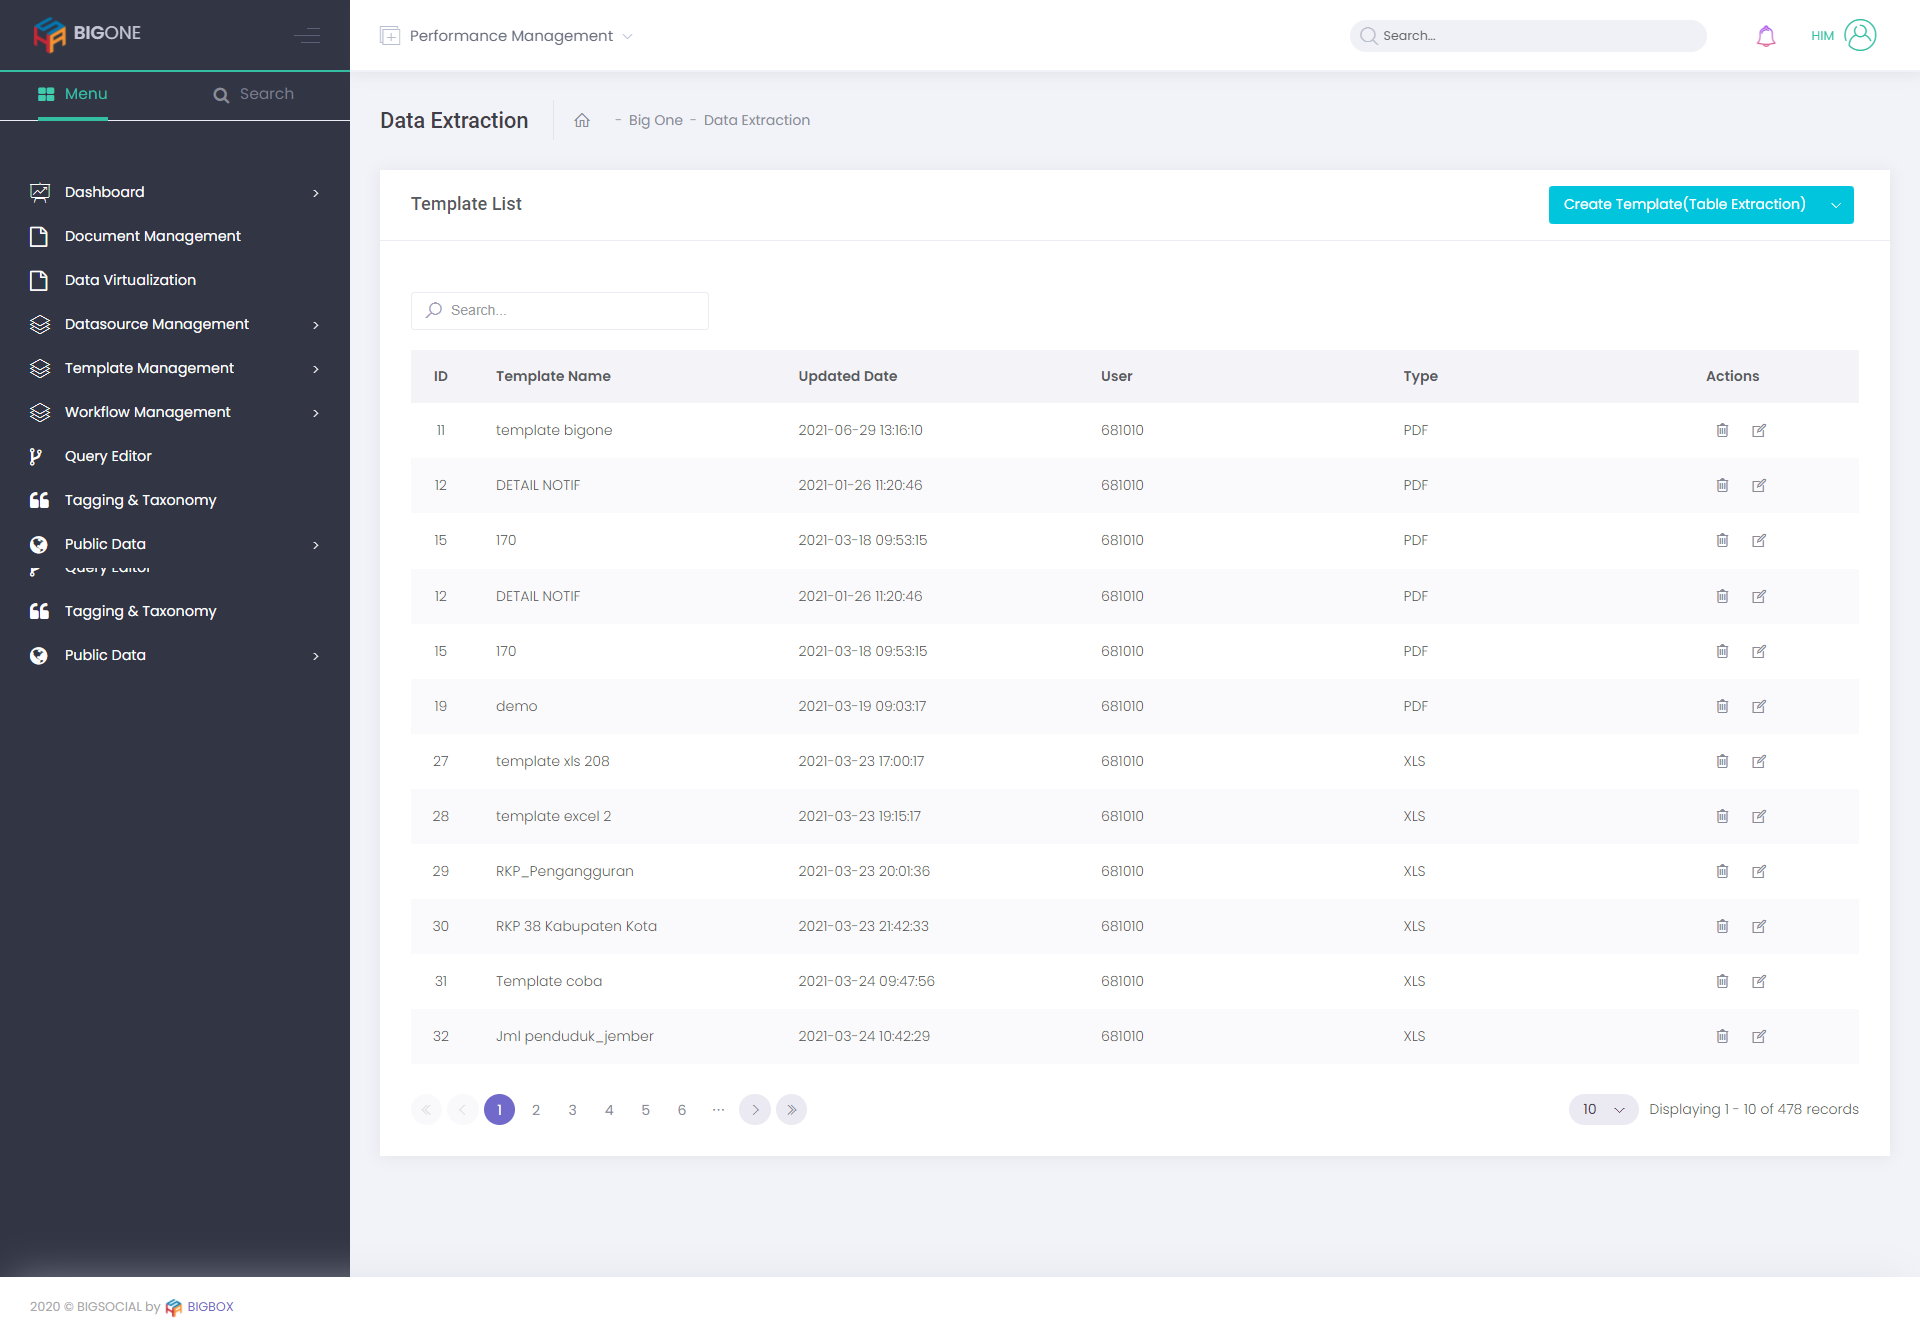 BIGONE
Performance Management
Search...
HIM
Menu
Search
Data Extraction
- Big One - Data Extraction
Dashboard
Document Management
Data Virtualization
Datasource Management
Template Management
Workflow Management
Query Editor
Tagging & Taxonomy
Public Data
Query Editor
Tagging & Taxonomy
Public Data
Template List
Create Template(Table Extraction)
Search...
ID Template Name Updated Date User Type Actions
11 template bigone 2021-06-29 13:16:10 681010 PDF
12 DETAIL NOTIF 2021-01-26 11:20:46 681010 PDF
15 170 2021-03-18 09:53:15 681010 PDF
12 DETAIL NOTIF 2021-01-26 11:20:46 681010 PDF
15 170 2021-03-18 09:53:15 681010 PDF
19 demo 2021-03-19 09:03:17 681010 PDF
27 template xls 208 2021-03-23 17:00:17 681010 XLS
28 template excel 2 2021-03-23 19:15:17 681010 XLS
29 RKP_Pengangguran 2021-03-23 20:01:36 681010 XLS
30 RKP 38 Kabupaten Kota 2021-03-23 21:42:33 681010 XLS
31 Template coba 2021-03-24 09:47:56 681010 XLS
32 Jml penduduk_jember 2021-03-24 10:42:29 681010 XLS
1 2 3 4 5 6 ...
10 Displaying 1 - 10 of 478 records
2020 © BIGSOCIAL by BIGBOX